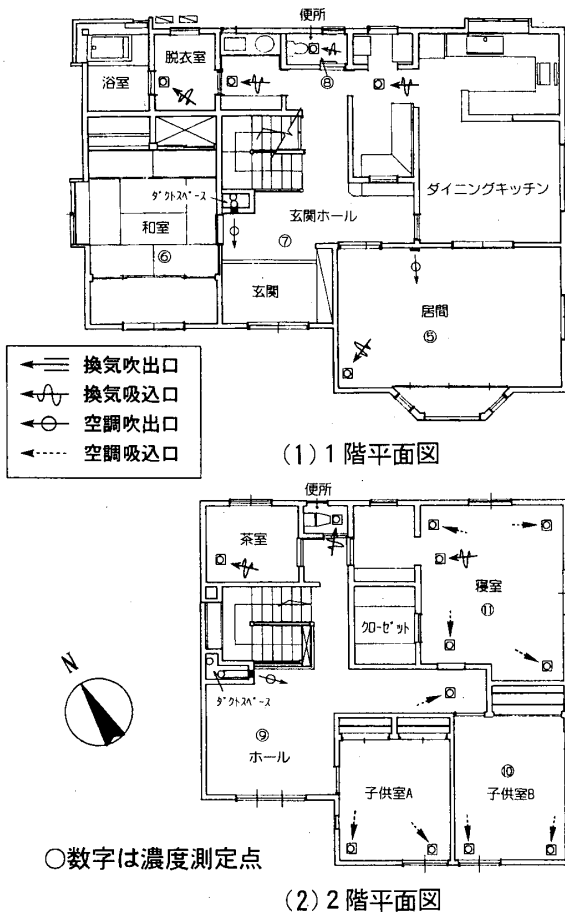 便所
脱衣室
浴室
⑧
ダイニングキッチン
ダクトスペース
和室
⑥
玄関ホール
⑦
玄関
居間
⑤
換気吹出口
換気吸込口
空調吹出口
空調吸込口
(1)1階平面図
便所
茶室
寝室
⑪
クローゼット
N
ダクトスペース
⑨
ホール
⑩
子供室A
子供室B
○数字は濃度測定点
(2)2階平面図